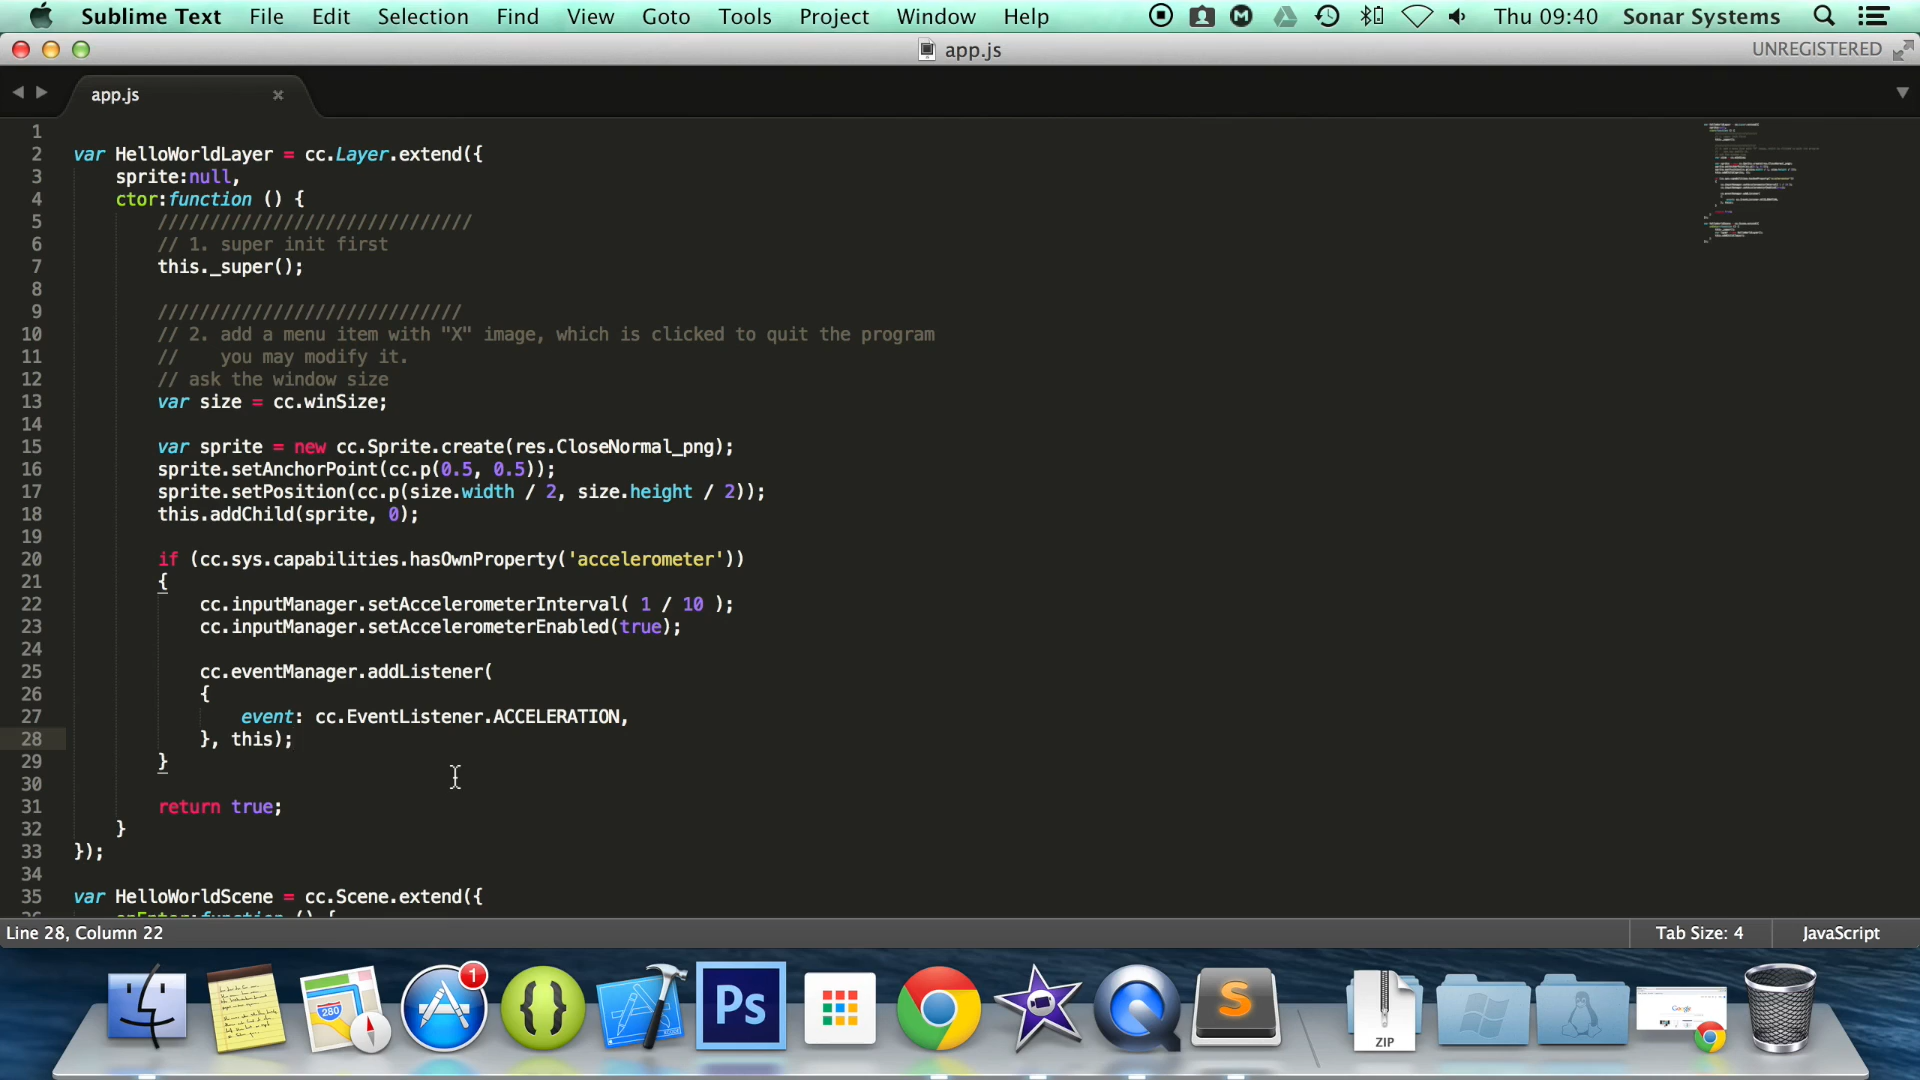 Sublime Text File Edit Selection Find View Goto Tools Project Window Help Thu 09:40 Sonar Systems
app.js UNREGISTERED
app.js
1
2 var HelloWorldLayer = cc.Layer.extend({
3 sprite:null,
4 ctor:function () {
5 //////////////////////////////
6 // 1. super init first
7 this._super();
8
9 /////////////////////////////
10 // 2. add a menu item with "X" image, which is clicked to quit the program
11 //    you may modify it.
12 // ask the window size
13 var size = cc.winSize;
14
15 var sprite = new cc.Sprite.create(res.CloseNormal_png);
16 sprite.setAnchorPoint(cc.p(0.5, 0.5));
17 sprite.setPosition(cc.p(size.width / 2, size.height / 2));
18 this.addChild(sprite, 0);
19
20 if (cc.sys.capabilities.hasOwnProperty('accelerometer'))
21 {
22 cc.inputManager.setAccelerometerInterval( 1 / 10 );
23 cc.inputManager.setAccelerometerEnabled(true);
24
25 cc.eventManager.addListener(
26 {
27 event: cc.EventListener.ACCELERATION,
28 }, this);
29 }
30
31 return true;
32 }
33 });
34
35 var HelloWorldScene = cc.Scene.extend({
36 onEnter:function () {
Line 28, Column 22 Tab Size: 4 JavaScript
1
280
{}
Ps
S
ZIP
Google